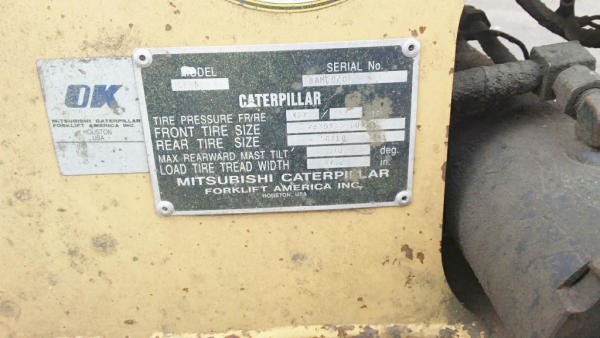 OK
MITSUBISHI CATERPILLAR
FORKLIFT AMERICA INC.
HOUSTON
USA
MODEL
SERIAL No.
CATERPILLAR
TIRE PRESSURE FR/RE
FRONT TIRE SIZE
REAR TIRE SIZE
MAX REARWARD MAST TILT deg.
LOAD TIRE TREAD WIDTH in.
MITSUBISHI CATERPILLAR
FORKLIFT AMERICA INC.
HOUSTON, USA